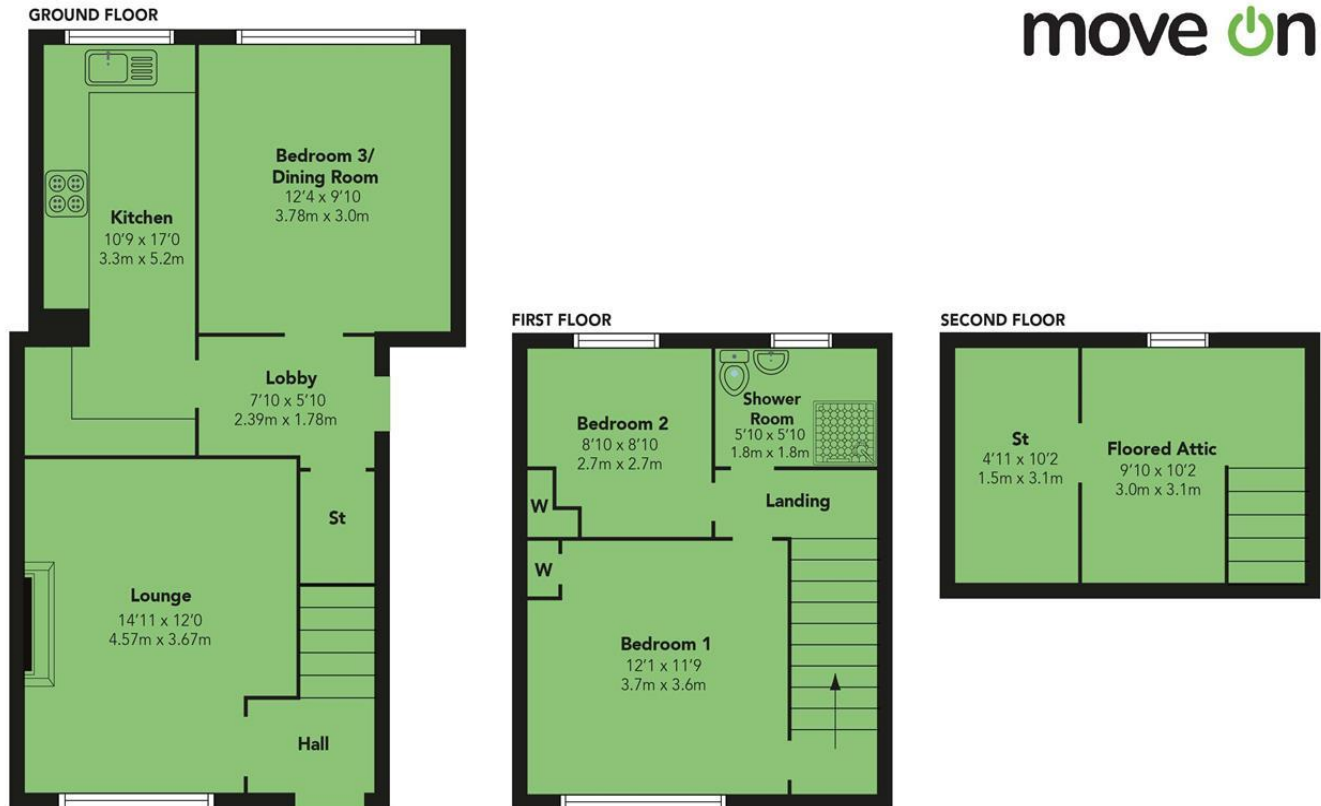 GROUND FLOOR
move on
Bedroom 3/
Dining Room
12'4 x 9'10
3.78m x 3.0m
Kitchen
10'9 x 17'0
3.3m x 5.2m
Lobby
7'10 x 5'10
2.39m x 1.78m
St
Lounge
14'11 x 12'0
4.57m x 3.67m
Hall
FIRST FLOOR
Bedroom 2
8'10 x 8'10
2.7m x 2.7m
Shower
Room
5'10 x 5'10
1.8m x 1.8m
W
Landing
W
Bedroom 1
12'1 x 11'9
3.7m x 3.6m
SECOND FLOOR
St
4'11 x 10'2
1.5m x 3.1m
Floored Attic
9'10 x 10'2
3.0m x 3.1m